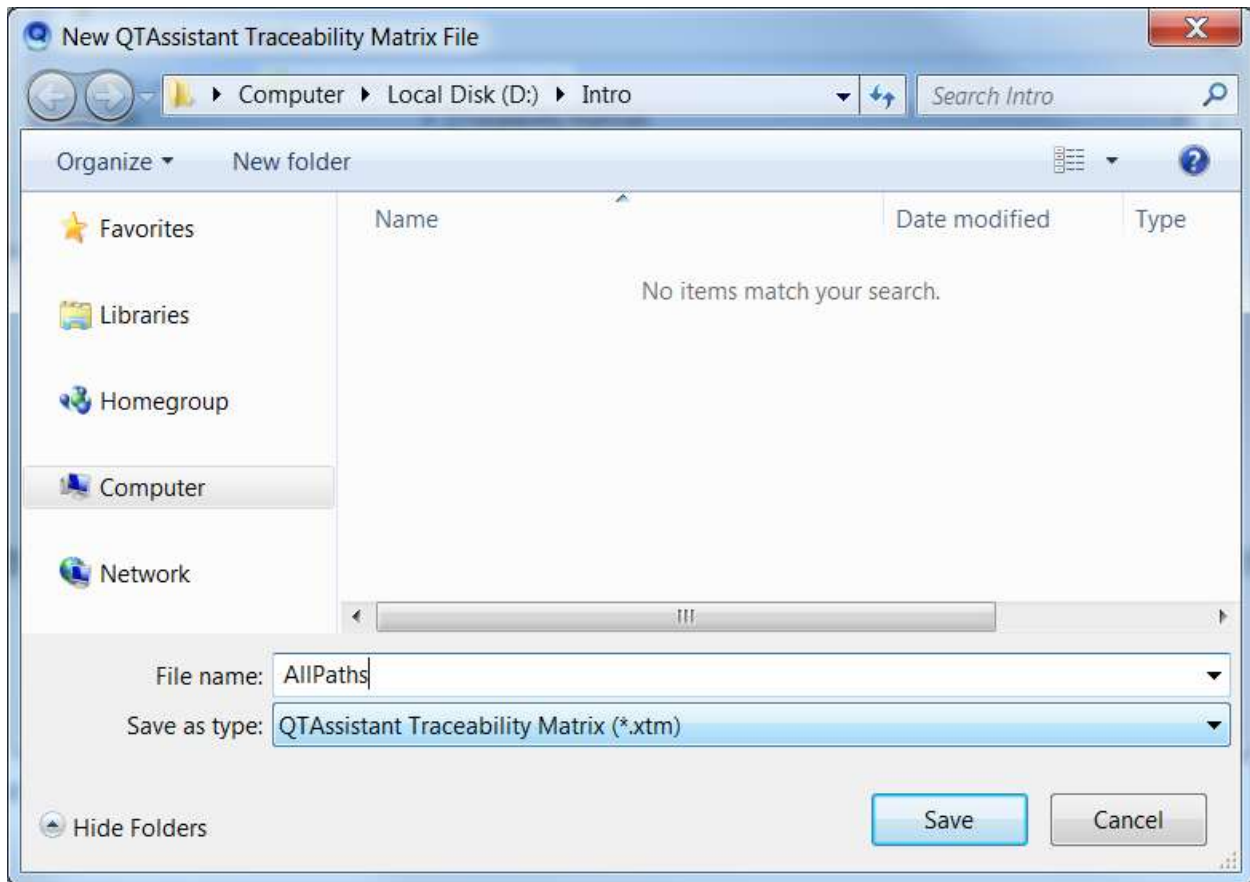 New QTAssistant Traceability Matrix File
Computer Local Disk (D:) Intro Search Intro
Organize New folder
Name Date modified Type
No items match your search.
Favorites
Libraries
Homegroup
Computer
Network
File name: AllPaths
Save as type: QTAssistant Traceability Matrix (*.xtm)
Hide Folders Save Cancel